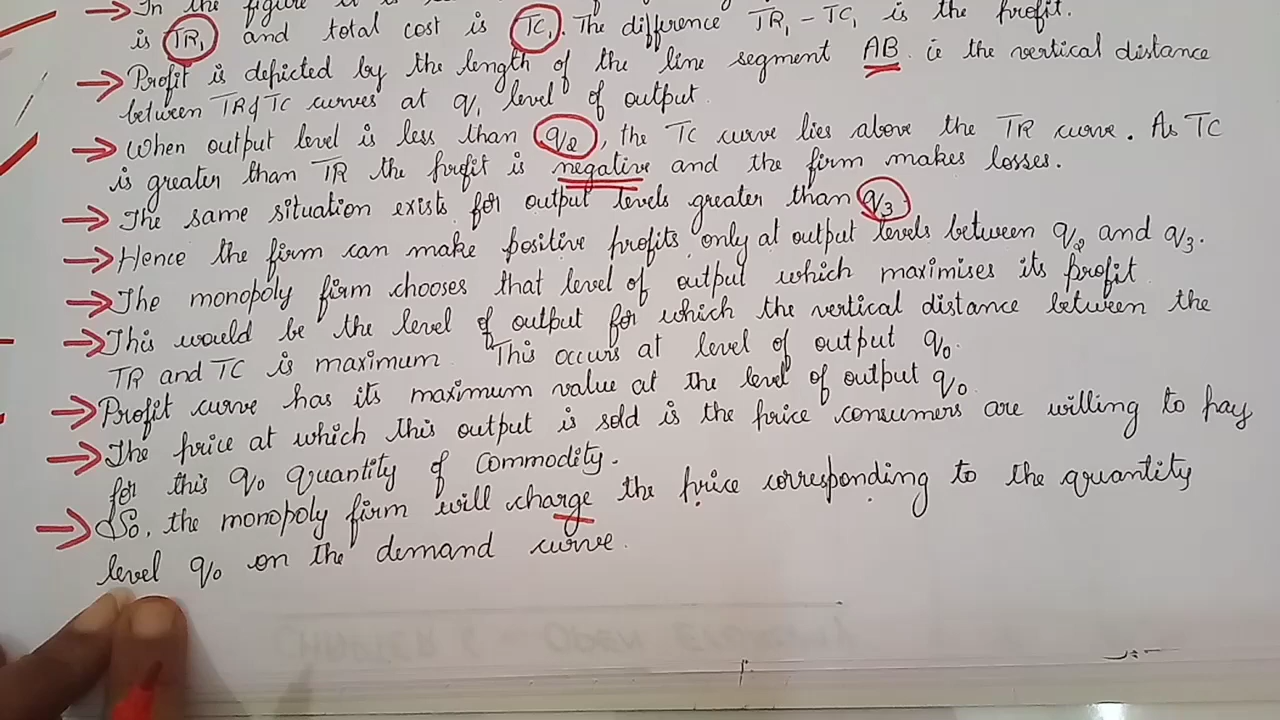 → In the figure it is
is TR₁ and total cost is TC₁. The difference TR₁ - TC₁ is the profit.
→ Profit is depicted by the length of the line segment AB ie the vertical distance
between TR & TC curves at q₁ level of output.
→ When output level is less than q₂, the TC curve lies above the TR curve. As TC
is greater than TR the profit is negative and the firm makes losses.
→ The same situation exists for output levels greater than q₃.
→ Hence the firm can make positive profits only at output levels between q₂ and q₃.
→ The monopoly firm chooses that level of output which maximises its profit
→ This would be the level of output for which the vertical distance between the
TR and TC is maximum. This occurs at level of output q₀.
→ Profit curve has its maximum value at the level of output q₀.
→ The price at which this output is sold is the price consumers are willing to pay
for this q₀ quantity of commodity.
→ So, the monopoly firm will charge the price corresponding to the quantity
level q₀ on the demand curve.